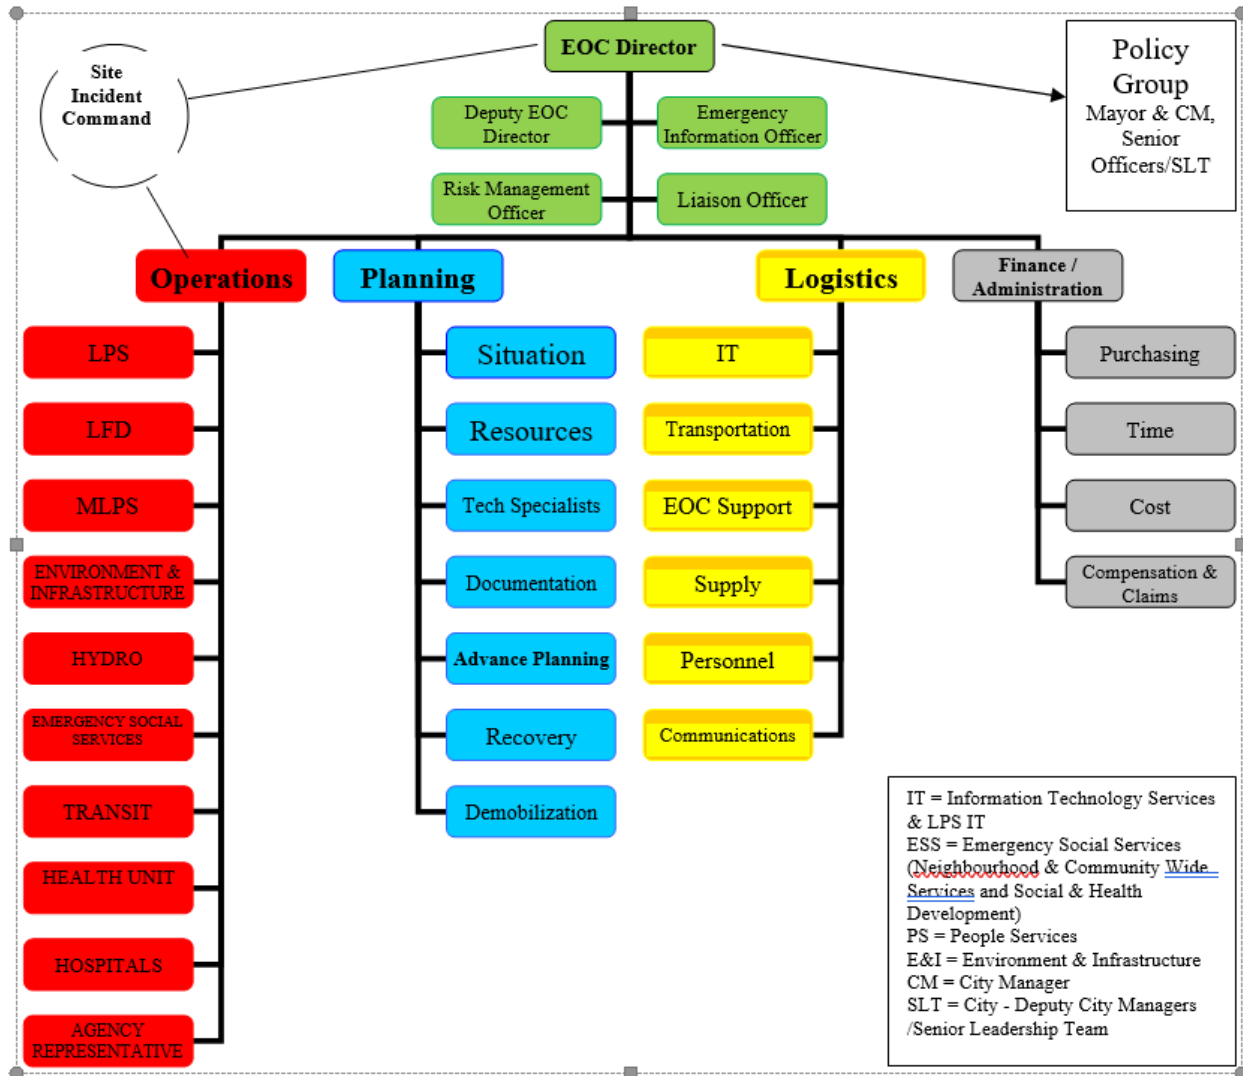 EOC Director
Site
Incident
Command
Policy
Group
Mayor & CM,
Senior
Officers/SLT
Deputy EOC
Director
Emergency
Information Officer
Risk Management
Officer
Liaison Officer
Operations
Planning
Logistics
Finance /
Administration
LPS
LFD
MLPS
ENVIRONMENT &
INFRASTRUCTURE
HYDRO
EMERGENCY SOCIAL
SERVICES
TRANSIT
HEALTH UNIT
HOSPITALS
AGENCY
REPRESENTATIVE
Situation
Resources
Tech Specialists
Documentation
Advance Planning
Recovery
Demobilization
IT
Transportation
EOC Support
Supply
Personnel
Communications
Purchasing
Time
Cost
Compensation &
Claims
IT = Information Technology Services
& LPS IT
ESS = Emergency Social Services
(Neighbourhood & Community Wide
Services and Social & Health
Development)
PS = People Services
E&I = Environment & Infrastructure
CM = City Manager
SLT = City - Deputy City Managers
/Senior Leadership Team